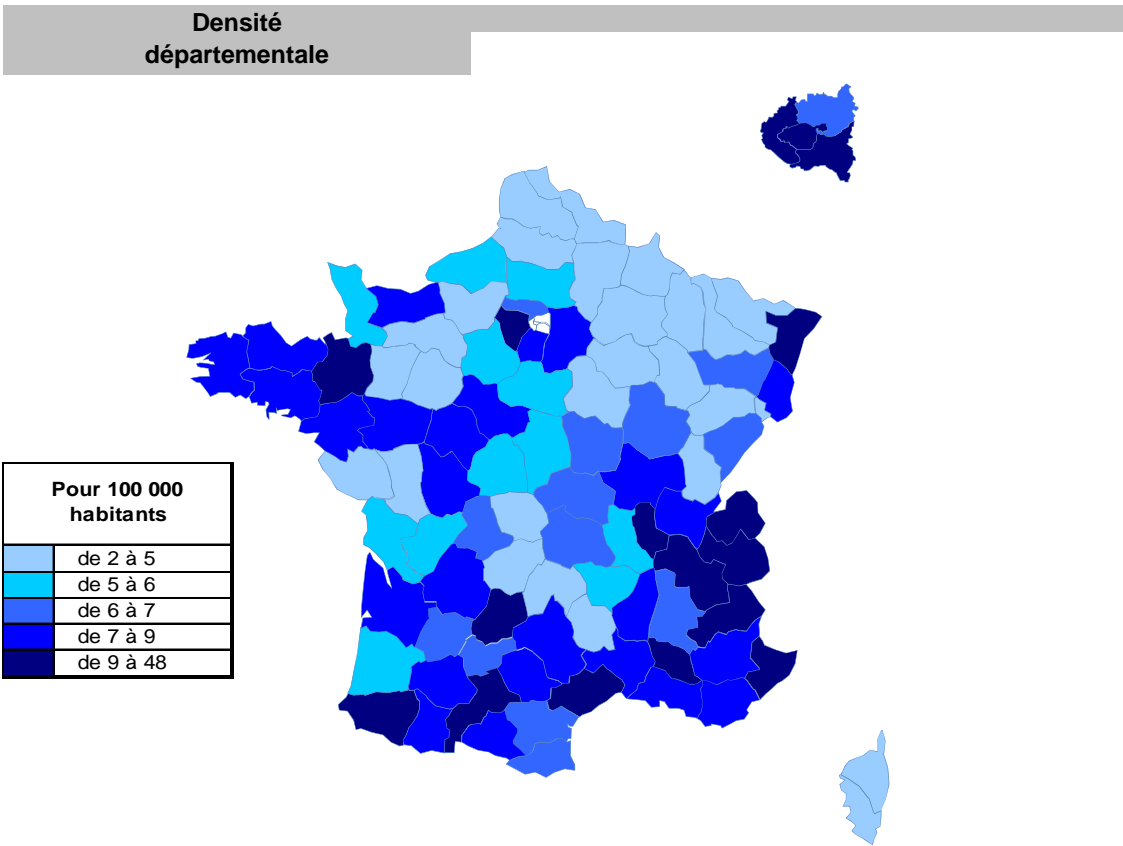 Densité
départementale
Pour 100 000
habitants
de 2 à 5
de 5 à 6
de 6 à 7
de 7 à 9
de 9 à 48